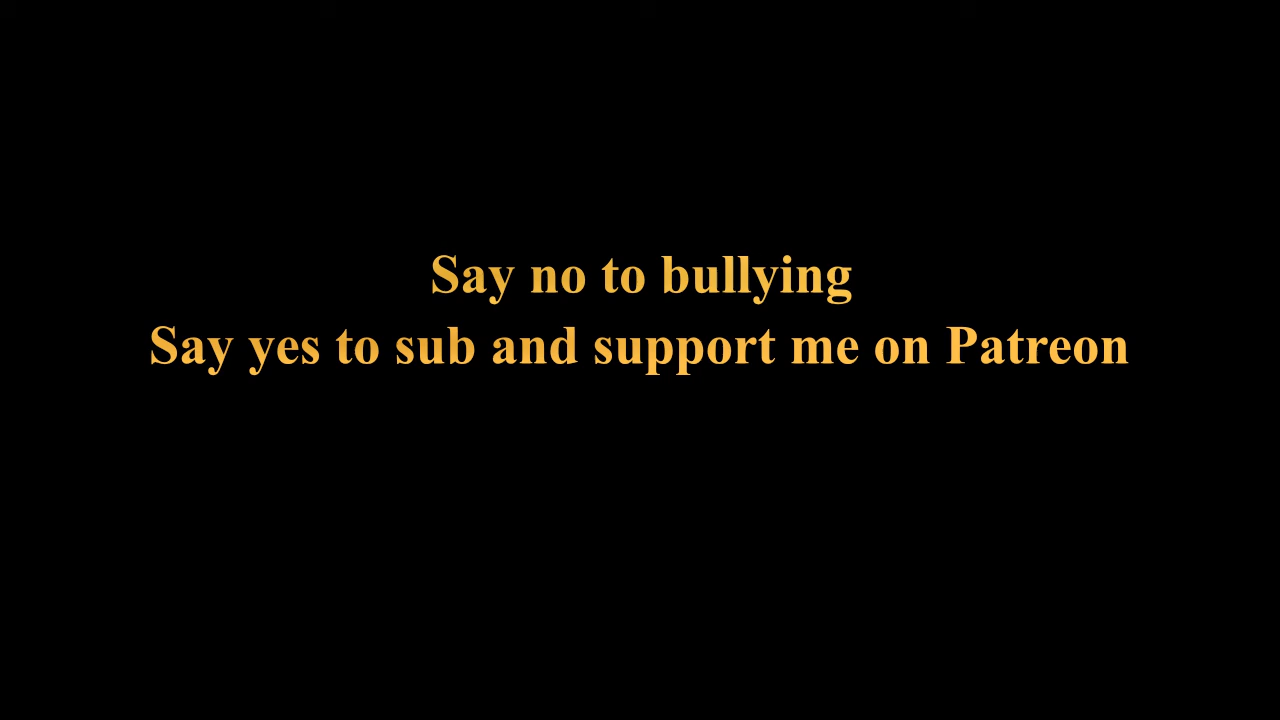 Say no to bullying
Say yes to sub and support me on Patreon